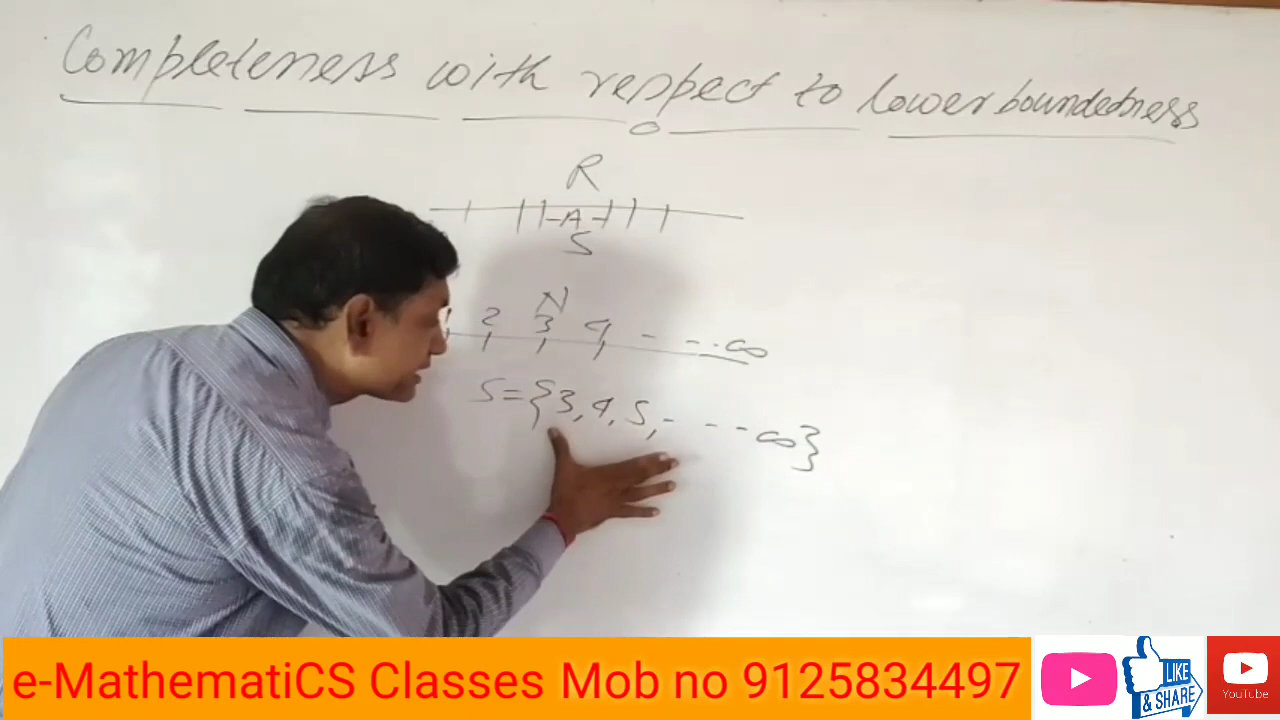 Completeness with respect to lower boundedness
R
A
S
N
2 3 4 - - .. ∞
S = {3, 4, 5, - - - - ∞}
e-MathematiCS Classes Mob no 9125834497
LIKE
& SHARE
YouTube